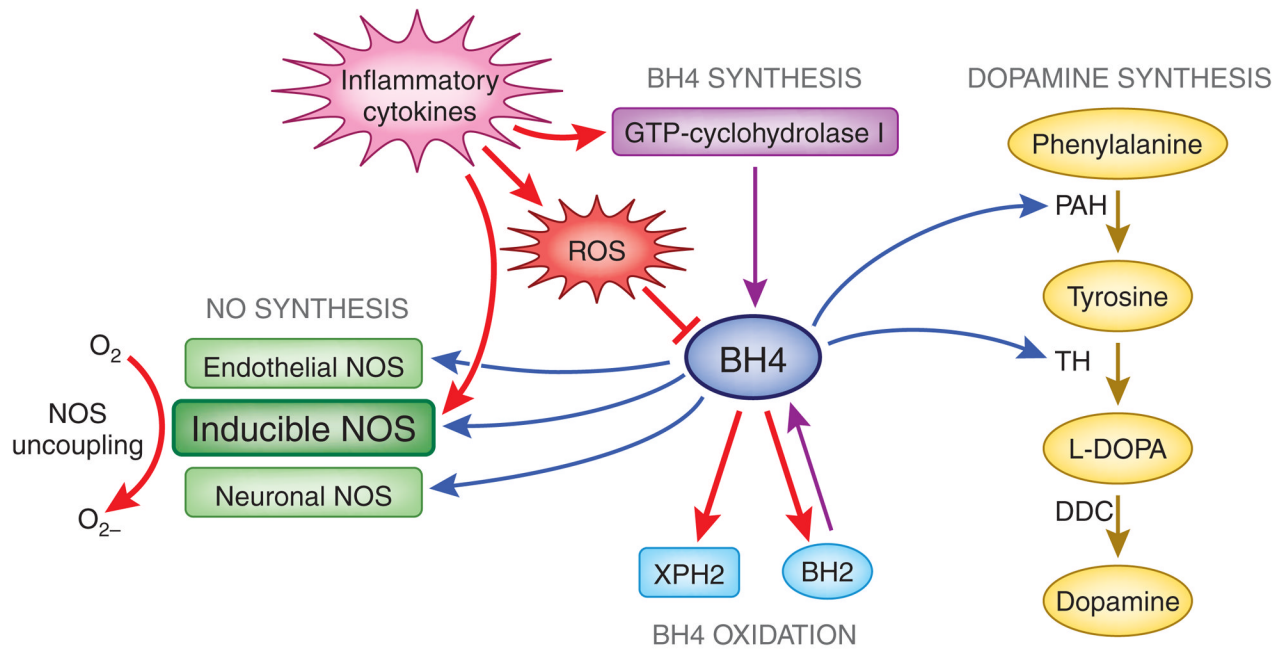 Inflammatory
cytokines
BH4 SYNTHESIS
GTP-cyclohydrolase I
DOPAMINE SYNTHESIS
Phenylalanine
PAH
Tyrosine
TH
L-DOPA
DDC
Dopamine
ROS
BH4
NO SYNTHESIS
O2
NOS
uncoupling
O2–
Endothelial NOS
Inducible NOS
Neuronal NOS
XPH2
BH2
BH4 OXIDATION